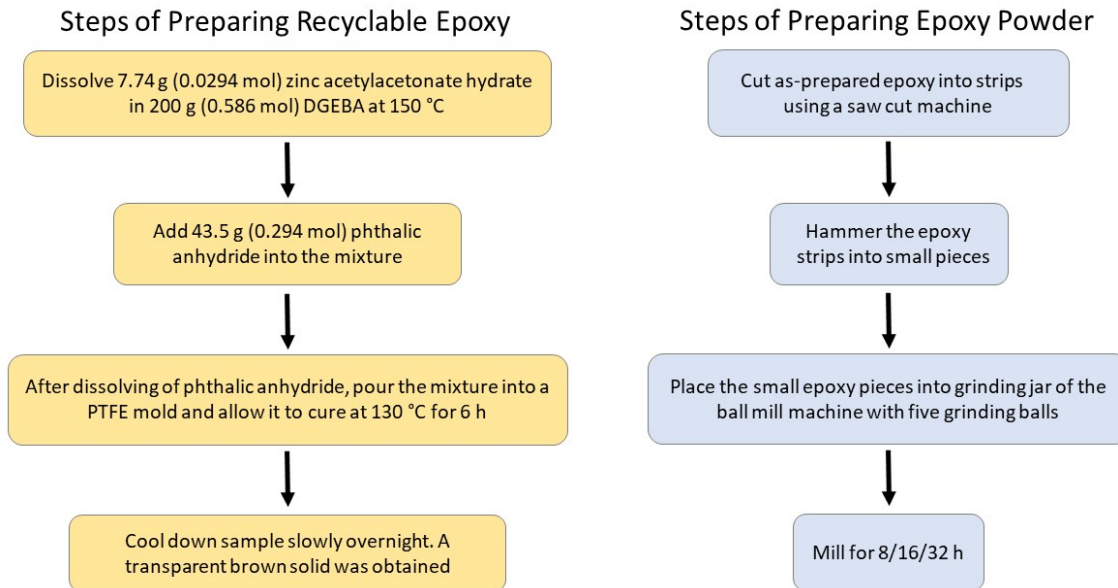 Steps of Preparing Recyclable Epoxy
Dissolve 7.74 g (0.0294 mol) zinc acetylacetonate hydrate
in 200 g (0.586 mol) DGEBA at 150 °C
Add 43.5 g (0.294 mol) phthalic
anhydride into the mixture
After dissolving of phthalic anhydride, pour the mixture into a
PTFE mold and allow it to cure at 130 °C for 6 h
Cool down sample slowly overnight. A
transparent brown solid was obtained
Steps of Preparing Epoxy Powder
Cut as-prepared epoxy into strips
using a saw cut machine
Hammer the epoxy
strips into small pieces
Place the small epoxy pieces into grinding jar of the
ball mill machine with five grinding balls
Mill for 8/16/32 h